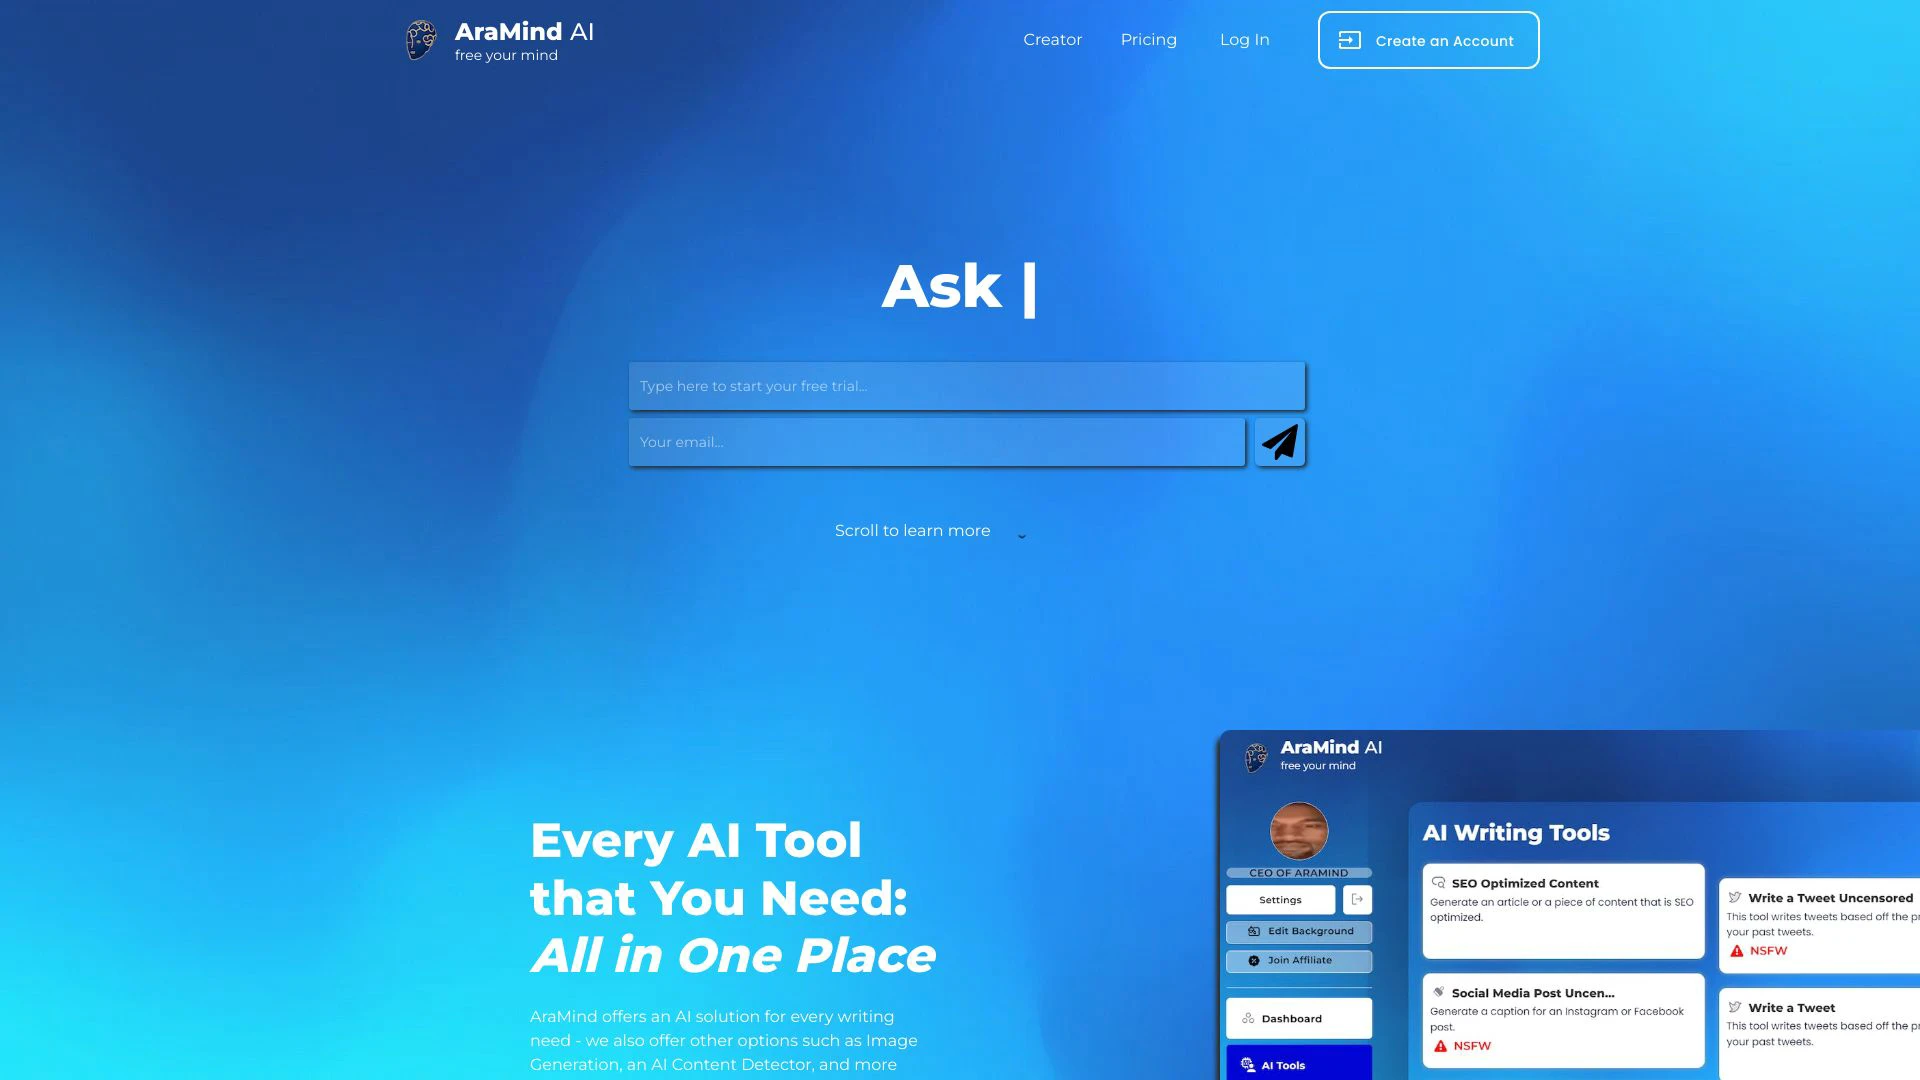 AraMind AI
free your mind
Creator
Pricing
Log In
Create an Account
Ask |
Type here to start your free trial...
Your email...
Scroll to learn more
Every AI Tool
that You Need:
All in One Place
AraMind offers an AI solution for every writing
need - we also offer other options such as Image
Generation, an AI Content Detector, and more
AraMind AI
free your mind
CEO OF ARAMIND
Settings
Edit Background
Join Affiliate
Dashboard
AI Tools
AI Writing Tools
SEO Optimized Content
Generate an article or a piece of content that is SEO
optimized.
Social Media Post Uncen...
Generate a caption for an Instagram or Facebook
post.
NSFW
Write a Tweet Uncensored
This tool writes tweets based off the
your past tweets.
NSFW
Write a Tweet
This tool writes tweets based off the
your past tweets.